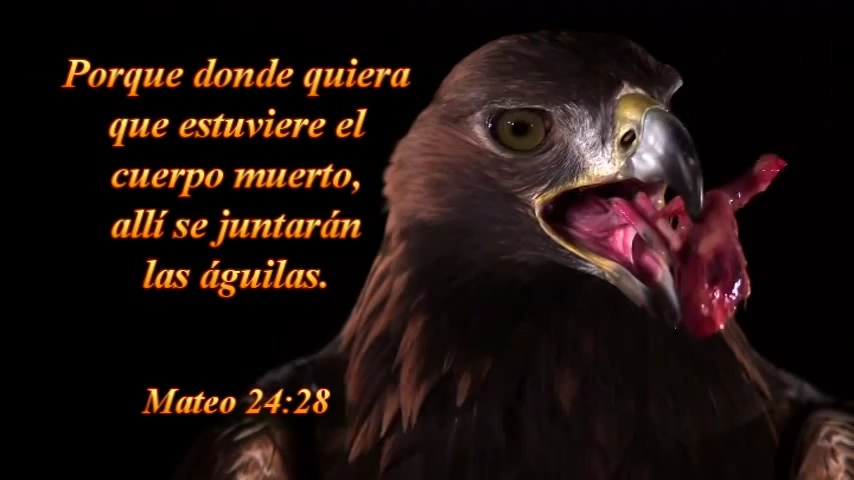 Porque donde quiera
que estuviere el
cuerpo muerto,
allí se juntarán
las águilas.
Mateo 24:28